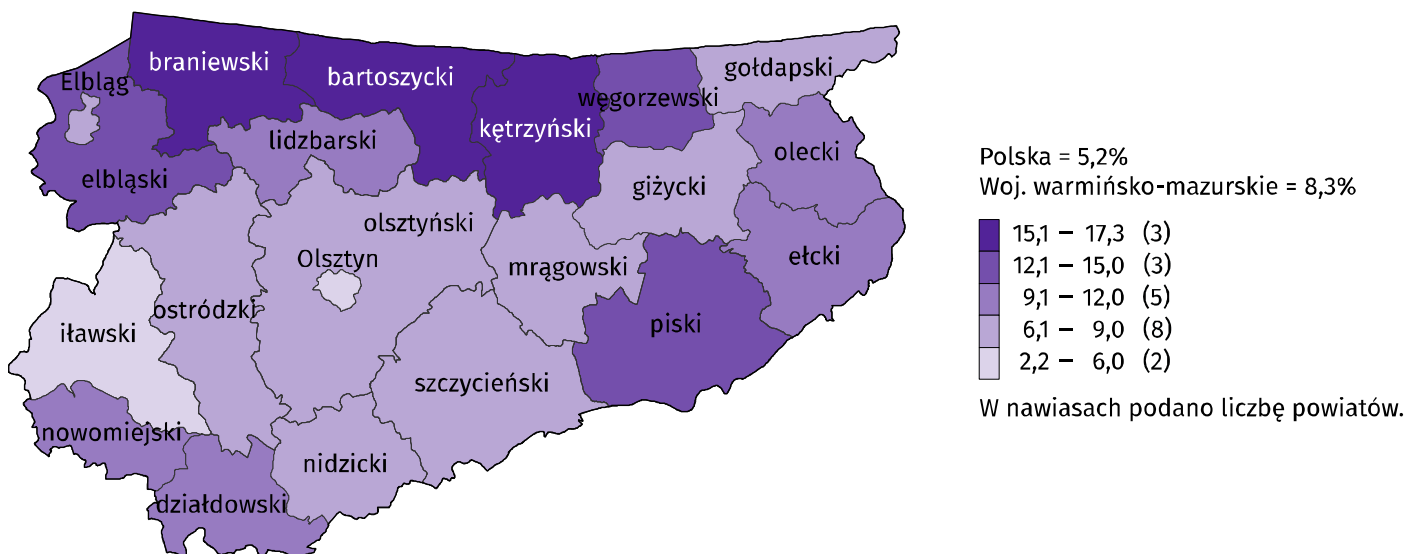 braniewski
bartoszycki
gołdapski
Elbląg
węgorzewski
kętrzyński
lidzbarski
olecki
elbląski
giżycki
olsztyński
ełcki
Olsztyn
mrągowski
ostródzki
piski
iławski
szczycieński
nowomiejski
nidzicki
działdowski
Polska = 5,2%
Woj. warmińsko-mazurskie = 8,3%
15,1 – 17,3 (3)
12,1 – 15,0 (3)
9,1 – 12,0 (5)
6,1 – 9,0 (8)
2,2 – 6,0 (2)
W nawiasach podano liczbę powiatów.